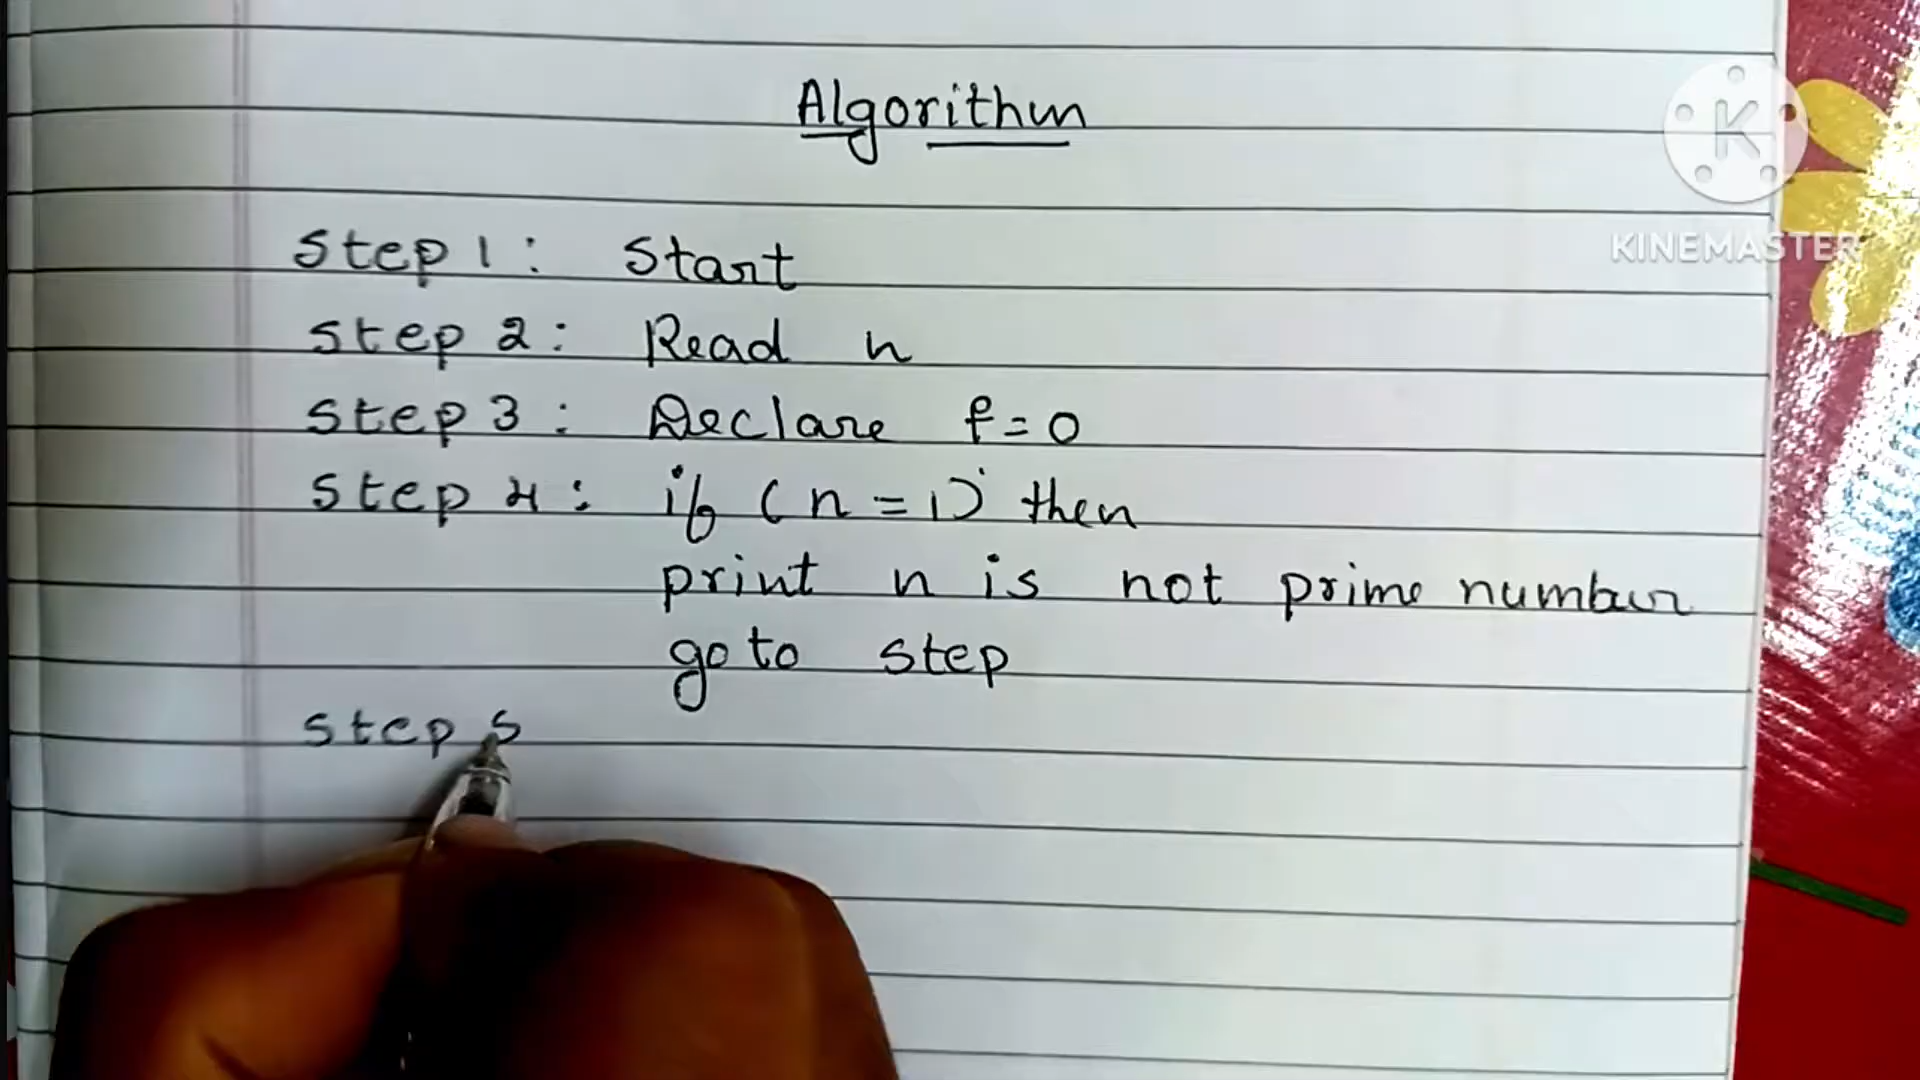 Algorithm
K
KINEMASTER
Step 1: Start
Step 2: Read n
Step 3: Declare f=0
Step 4: if (n=1) then
print n is not prime number
go to step
Step 5